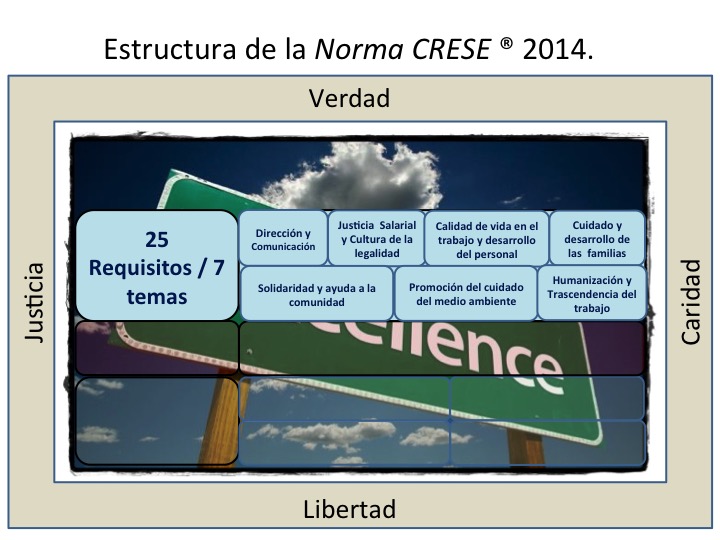 Estructura de la Norma CRESE ® 2014.
Verdad
Justicia
Caridad
25
Requisitos / 7
temas
Dirección y
Comunicación
Justicia Salarial
y Cultura de la
legalidad
Calidad de vida en el
trabajo y desarrollo
del personal
Cuidado y
desarrollo de
las familias
Solidaridad y ayuda a la
comunidad
Promoción del cuidado
del medio ambiente
Humanización y
Trascendencia del
trabajo
Libertad